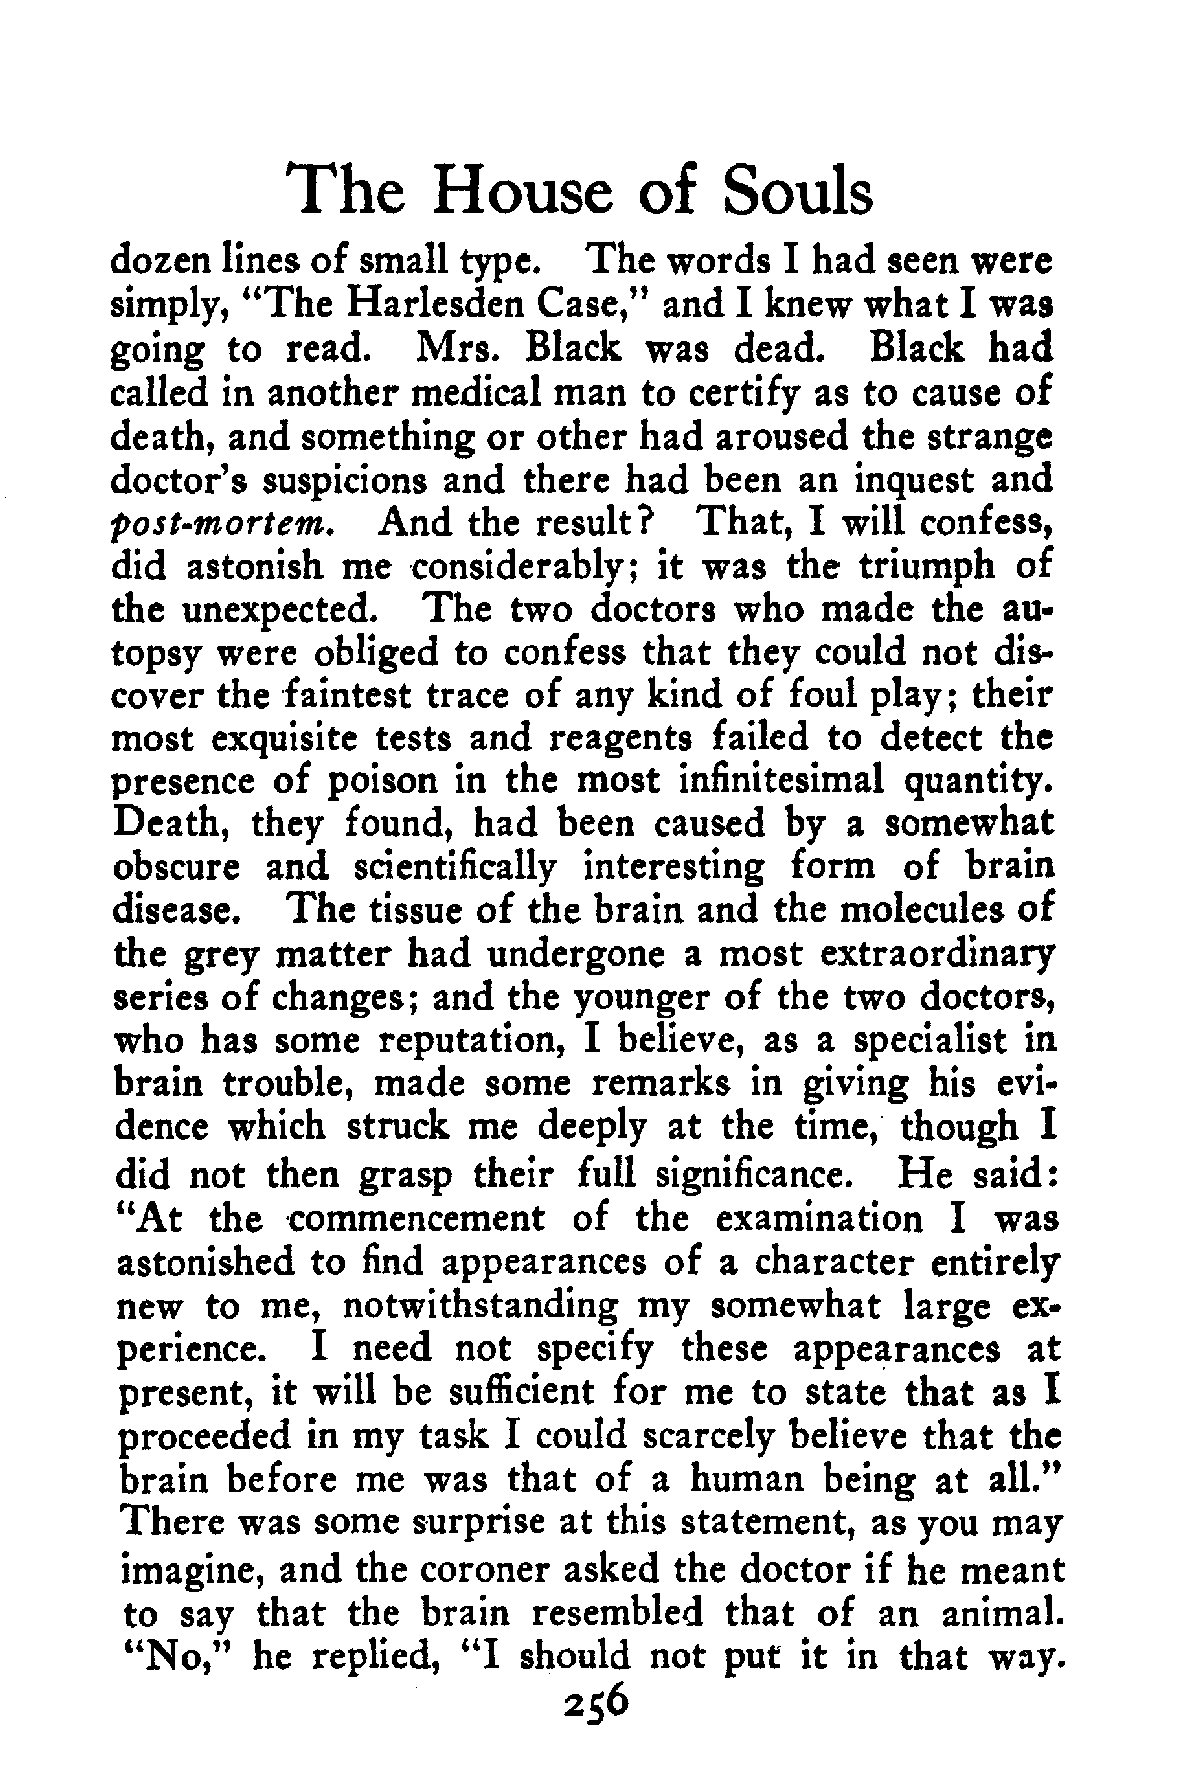 The House of Souls
dozen lines of small type. The words I had seen were
simply, “The Harlesden Case,” and I knew what I was
going to read. Mrs. Black was dead. Black had
called in another medical man to certify as to cause of
death, and something or other had aroused the strange
doctor’s suspicions and there had been an inquest and
post-mortem. And the result? That, I will confess,
did astonish me considerably; it was the triumph of
the unexpected. The two doctors who made the au-
topsy were obliged to confess that they could not dis-
cover the faintest trace of any kind of foul play; their
most exquisite tests and reagents failed to detect the
presence of poison in the most infinitesimal quantity.
Death, they found, had been caused by a somewhat
obscure and scientifically interesting form of brain
disease. The tissue of the brain and the molecules of
the grey matter had undergone a most extraordinary
series of changes; and the younger of the two doctors,
who has some reputation, I believe, as a specialist in
brain trouble, made some remarks in giving his evi-
dence which struck me deeply at the time, though I
did not then grasp their full significance. He said:
“At the commencement of the examination I was
astonished to find appearances of a character entirely
new to me, notwithstanding my somewhat large ex-
perience. I need not specify these appearances at
present, it will be sufficient for me to state that as I
proceeded in my task I could scarcely believe that the
brain before me was that of a human being at all.”
There was some surprise at this statement, as you may
imagine, and the coroner asked the doctor if he meant
to say that the brain resembled that of an animal.
“No,” he replied, “I should not put it in that way.
256